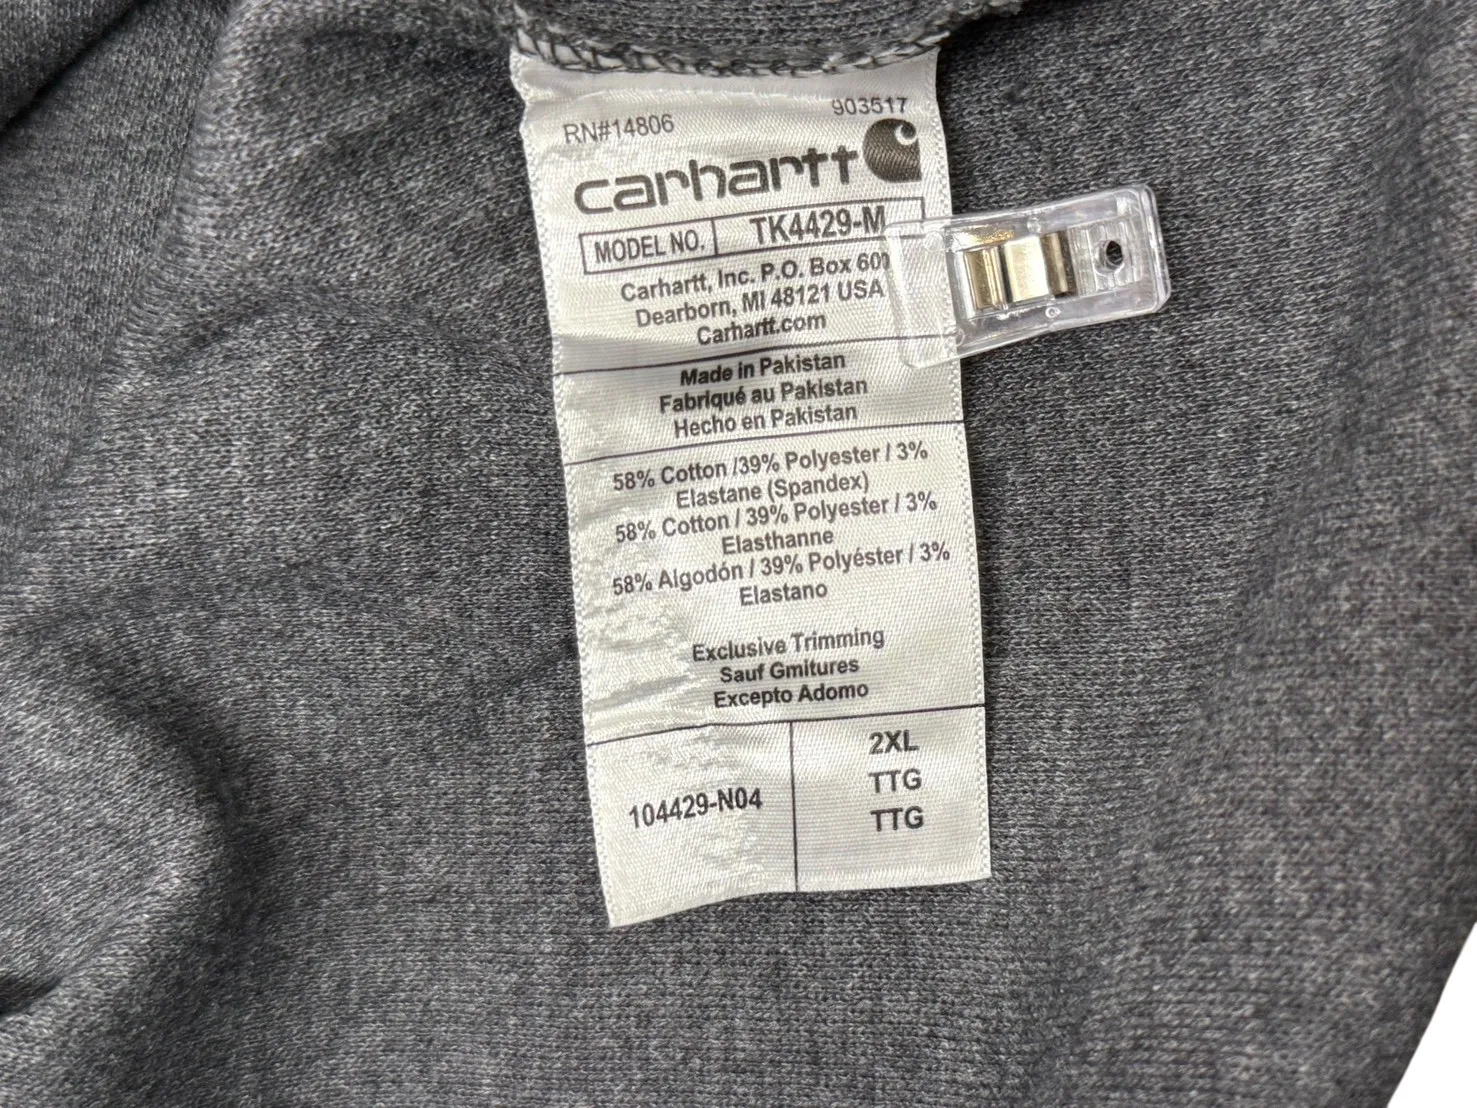 RN#14806 903517
carhartt
MODEL NO. TK4429-M
Carhartt, Inc. P.O. Box 600
Dearborn, MI 48121 USA
Carhartt.com
Made in Pakistan
Fabriqué au Pakistan
Hecho en Pakistan
58% Cotton /39% Polyester / 3%
Elastane (Spandex)
58% Cotton / 39% Polyester / 3%
Elasthanne
58% Algodón / 39% Polyéster / 3%
Elastano
Exclusive Trimming
Sauf Gmitures
Excepto Adorno
104429-N04
2XL
TTG
TTG